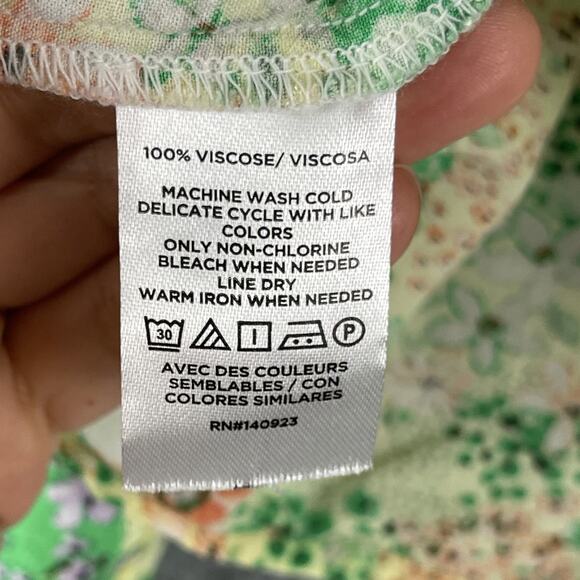 100% VISCOSE/ VISCOSA
MACHINE WASH COLD
DELICATE CYCLE WITH LIKE
COLORS
ONLY NON-CHLORINE
BLEACH WHEN NEEDED
LINE DRY
WARM IRON WHEN NEEDED
30 P
AVEC DES COULEURS
SEMBLABLES / CON
COLORES SIMILARES
RN#140923